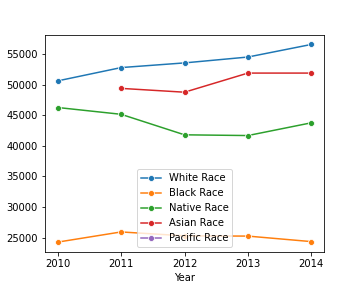 55000
50000
45000
40000
35000
30000
25000
White Race
Black Race
Native Race
Asian Race
Pacific Race
2010 2011 2012 2013 2014
Year